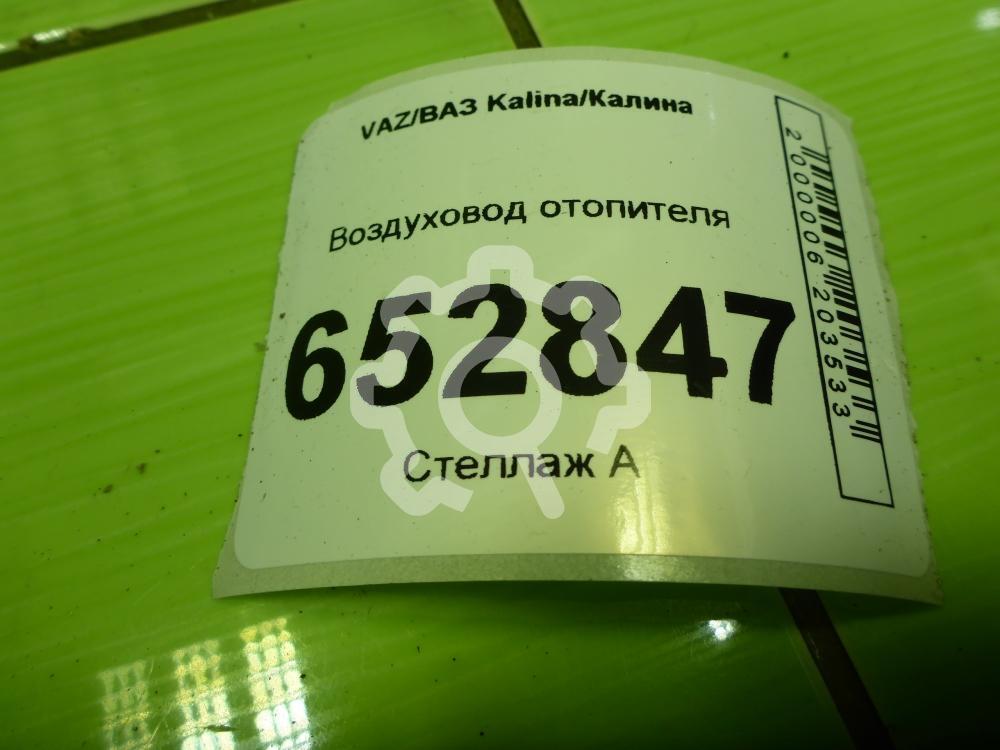 VAZ/ВАЗ Kalina/Калина
Воздуховод отопителя
652847
Стеллаж А
2000006203533